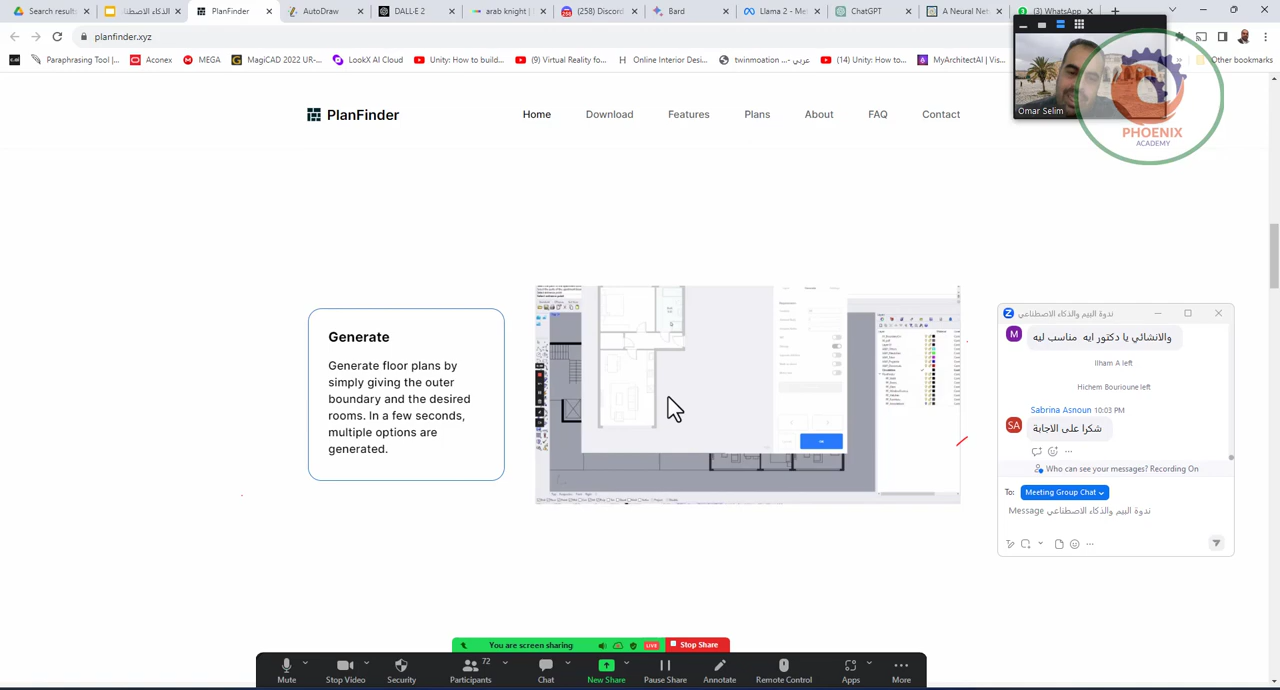 Search result:
الذكاء الاصطنا
PlanFinder
AutoDraw
DALL·E 2
arab knight |
(258) Discord
Bard
Llama 2 - Me
ChatGPT
A Neural Net
(3) WhatsApp
planfinder.xyz
Paraphrasing Tool |...
Aconex
MEGA
MagiCAD 2022 UR-...
LookX AI Cloud
Unity: How to build...
(9) Virtual Reality fo...
Online Interior Desi...
twinmoation -...عربي
(14) Unity: How to...
MyArchitectAI | Vis...
Other bookmarks
Omar Selim
PHOENIX
ACADEMY
PlanFinder
Home
Download
Features
Plans
About
FAQ
Contact
Generate
Generate floor plans by
simply giving the outer
boundary and the desired
rooms. In a few seconds,
multiple options are
generated.
ندوة البيم والذكاء الاصطناعي
M
والانشائي يا دكتور ايه مناسب ليه
Ilham A left
Hichem Bourioune left
Sabrina Asnoun 10:03 PM
SA
شكرا على الاجابة
Who can see your messages? Recording On
To: Meeting Group Chat
Message ندوة البيم والذكاء الاصطناعي
You are screen sharing
LIVE
Stop Share
Mute
Stop Video
Security
Participants
72
Chat
New Share
Pause Share
Annotate
Remote Control
Apps
More